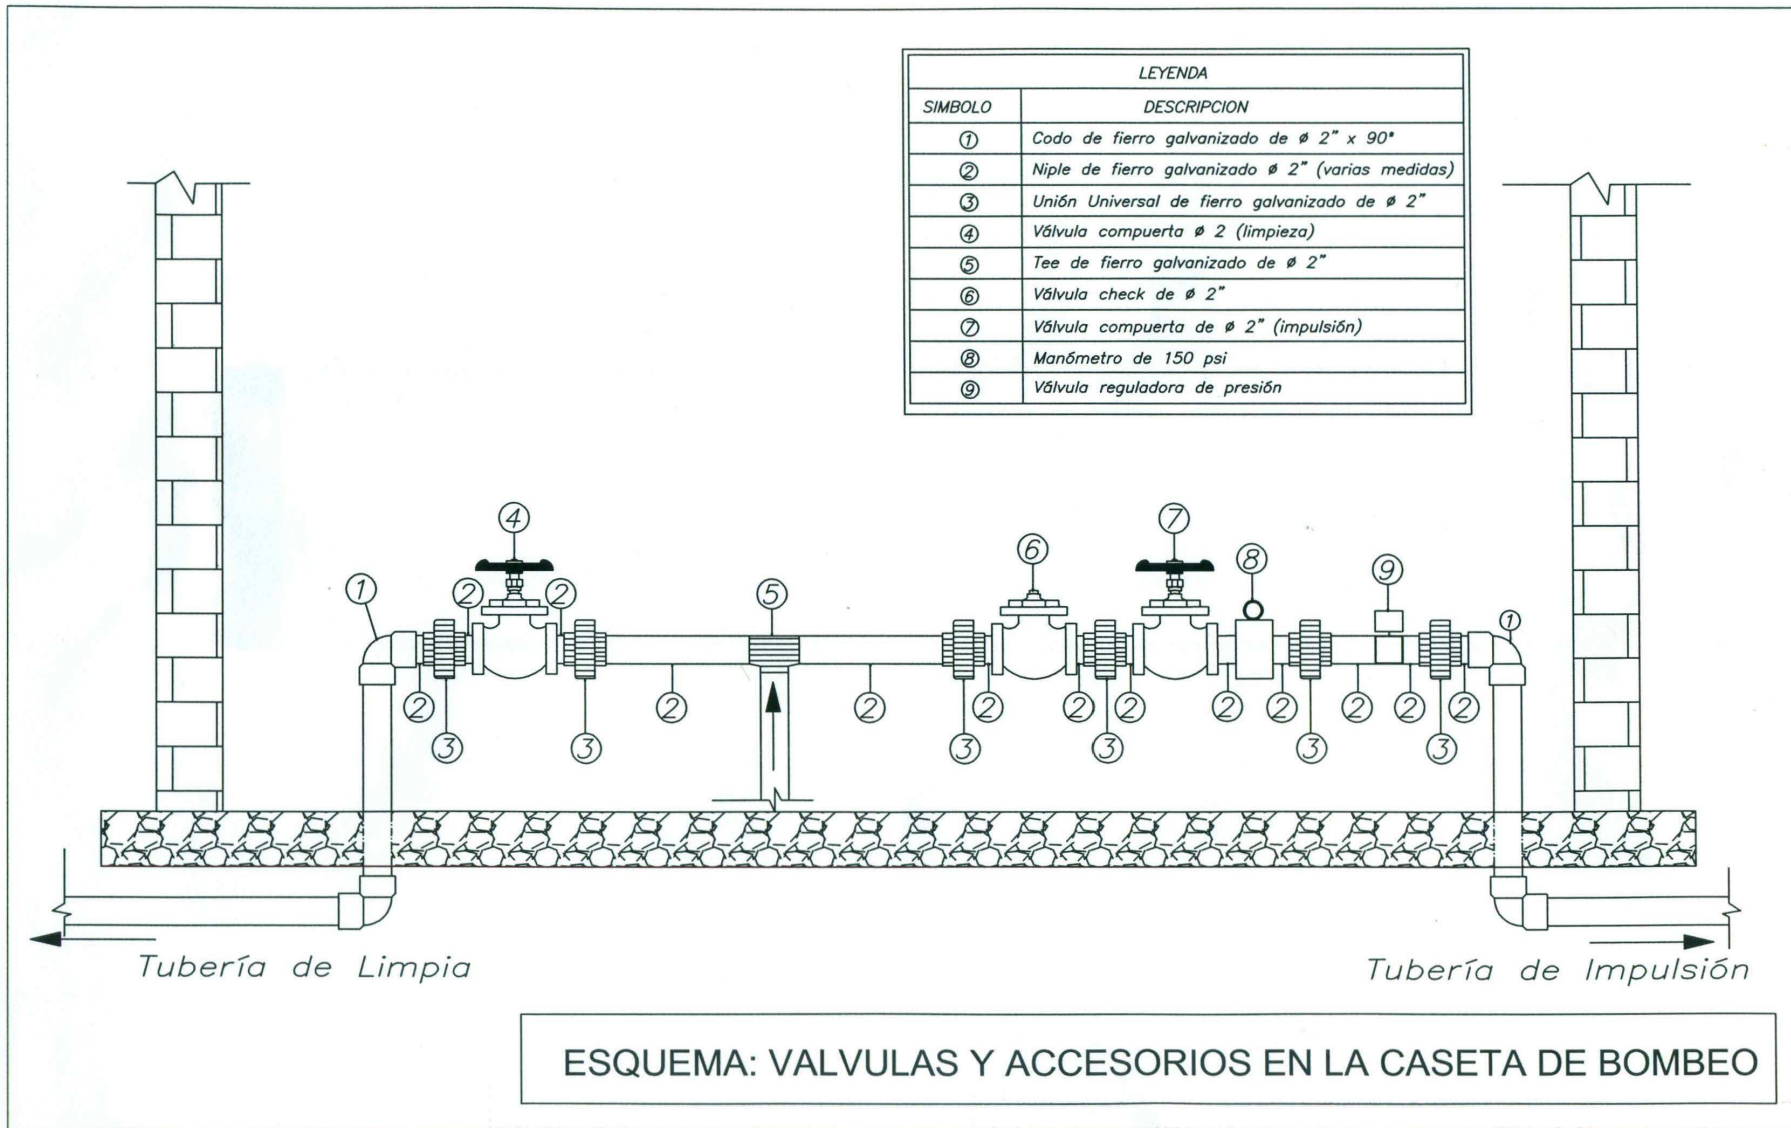 LEYENDA
SIMBOLO DESCRIPCION
1 Codo de fierro galvanizado de ø 2" x 90°
2 Niple de fierro galvanizado ø 2" (varias medidas)
3 Unión Universal de fierro galvanizado de ø 2"
4 Válvula compuerta ø 2 (limpieza)
5 Tee de fierro galvanizado de ø 2"
6 Válvula check de ø 2"
7 Válvula compuerta de ø 2" (impulsión)
8 Manómetro de 150 psi
9 Válvula reguladora de presión
4 7
6 8 9
1 2 2 5 1
2 2 2 2 2 2 2 2 2 2 2
3 3 3 3 3 3
Tubería de Limpia
Tubería de Impulsión
ESQUEMA: VALVULAS Y ACCESORIOS EN LA CASETA DE BOMBEO